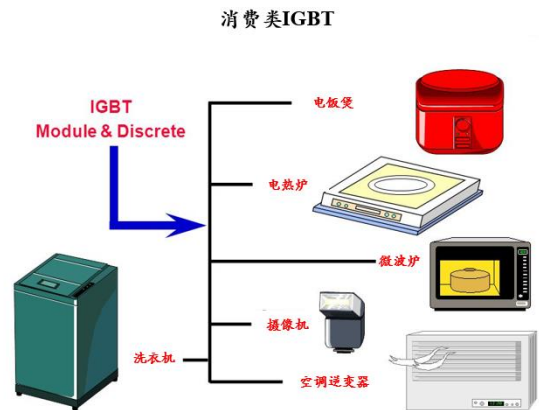 消费类IGBT
IGBT
Module & Discrete
电饭煲
电热炉
微波炉
摄像机
洗衣机
空调逆变器